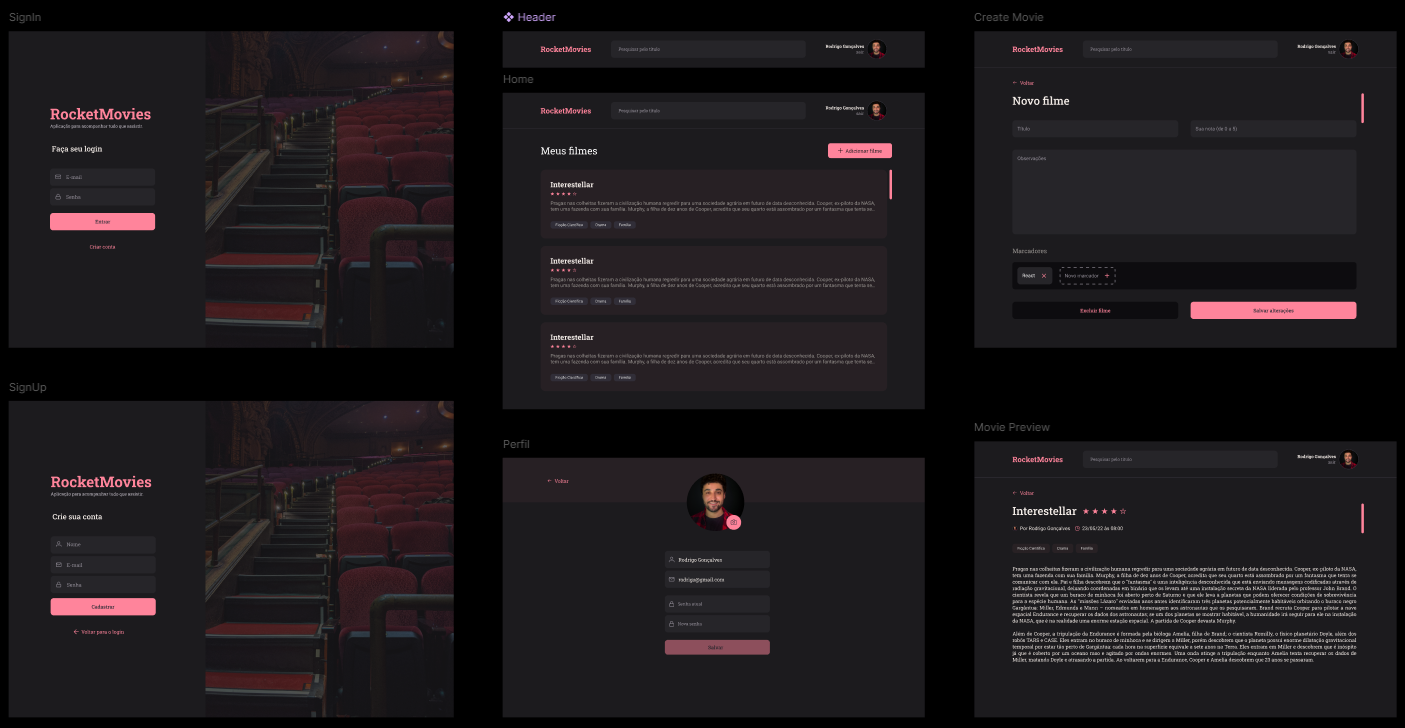 SignIn
RocketMovies
Aplicação para acompanhar tudo que assistir
Faça seu login
E-mail
Senha
Entrar
Criar conta
SignUp
RocketMovies
Aplicação para acompanhar tudo que assistir
Crie sua conta
Nome
E-mail
Senha
Cadastrar
Voltar para o login
Header
RocketMovies
Pesquisar pelo título
Rodrigo Gonçalves
sair
Home
RocketMovies
Pesquisar pelo título
Rodrigo Gonçalves
sair
Meus filmes
Adicionar filme
Interestellar
Pragas nas colheitas fizeram a civilização humana regredir para uma sociedade agrária em futuro de data desconhecida. Cooper, ex-piloto da NASA,
tem uma fazenda com sua família. Murphy, a filha de dez anos de Cooper, acredita que seu quarto está assombrado por um fantasma que tenta se...
Ficção Científica
Drama
Família
Interestellar
Pragas nas colheitas fizeram a civilização humana regredir para uma sociedade agrária em futuro de data desconhecida. Cooper, ex-piloto da NASA,
tem uma fazenda com sua família. Murphy, a filha de dez anos de Cooper, acredita que seu quarto está assombrado por um fantasma que tenta se...
Ficção Científica
Drama
Família
Interestellar
Pragas nas colheitas fizeram a civilização humana regredir para uma sociedade agrária em futuro de data desconhecida. Cooper, ex-piloto da NASA,
tem uma fazenda com sua família. Murphy, a filha de dez anos de Cooper, acredita que seu quarto está assombrado por um fantasma que tenta se...
Ficção Científica
Drama
Família
Perfil
Voltar
Rodrigo Gonçalves
rodrigo@gmail.com
Senha atual
Nova senha
Salvar
Create Movie
RocketMovies
Pesquisar pelo título
Rodrigo Gonçalves
sair
Voltar
Novo filme
Título
Sua nota (de 0 a 5)
Observações
Marcadores
React
Novo marcador
Excluir filme
Salvar alterações
Movie Preview
RocketMovies
Pesquisar pelo título
Rodrigo Gonçalves
sair
Voltar
Interestellar
Por Rodrigo Gonçalves
23/05/22 às 08:00
Ficção Científica
Drama
Família
Pragas nas colheitas fizeram a civilização humana regredir para uma sociedade agrária em futuro de data desconhecida. Cooper, ex-piloto da NASA,
tem uma fazenda com sua família. Murphy, a filha de dez anos de Cooper, acredita que seu quarto está assombrado por um fantasma que tenta se
comunicar com ela. Pai e filha descobrem que o "fantasma" é uma inteligência desconhecida que está enviando mensagens codificadas através de
radiação gravitacional, deixando coordenadas em binário que os levam até uma instalação secreta da NASA liderada pelo professor John Brand. O
cientista revela que um buraco de minhoca foi aberto perto de Saturno e que ele leva a planetas que podem oferecer condições de sobrevivência
para a espécie humana. As "missões Lázaro" enviadas anos antes identificaram três planetas potencialmente habitáveis orbitando o buraco negro
Gargântua: Miller, Edmunds e Mann – nomeados em homenagem aos astronautas que os pesquisaram. Brand recruta Cooper para pilotar a nave
espacial Endurance e recuperar os dados dos astronautas; se um dos planetas se mostrar habitável, a humanidade irá seguir para ele na instalação
da NASA, que é na realidade uma enorme estação espacial. A partida de Cooper devasta Murphy.
Além de Cooper, a tripulação da Endurance é formada pela bióloga Amelia, filha de Brand, o cientista Romilly, o físico planetário Doyle, além dos
robôs TARS e CASE. Eles entram no buraco de minhoca e se dirigem a Miller, porém descobrem que o planeta possui enorme dilatação gravitacional
temporal por estar tão perto de Gargântua: cada hora na superfície equivale a sete anos na Terra. Eles entram em Miller e descobrem que é inóspito
já que é coberto por um oceano raso e agitado por ondas enormes. Uma onda atinge a tripulação enquanto Amelia tenta recuperar os dados de
Miller, matando Doyle e atrasando a partida. Ao voltarem para a Endurance, Cooper e Amelia descobrem que 23 anos se passaram.